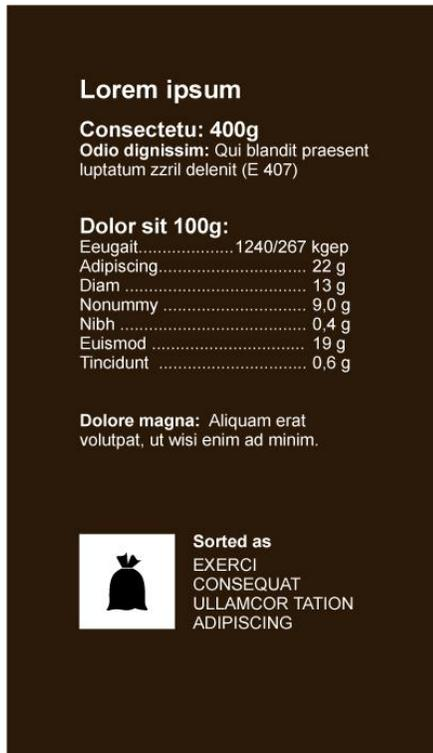 Lorem ipsum
Consectetu: 400g
Odio dignissim: Qui blandit praesent
luptatum zzril delenit (E 407)
Dolor sit 100g:
Eeugait....................1240/267 kgep
Adipiscing............................... 22 g
Diam ...................................... 13 g
Nonummy .............................. 9,0 g
Nibh ....................................... 0,4 g
Euismod ................................ 19 g
Tincidunt ............................... 0,6 g
Dolore magna: Aliquam erat
volutpat, ut wisi enim ad minim.
Sorted as
EXERCI
CONSEQUAT
ULLAMCOR TATION
ADIPISCING